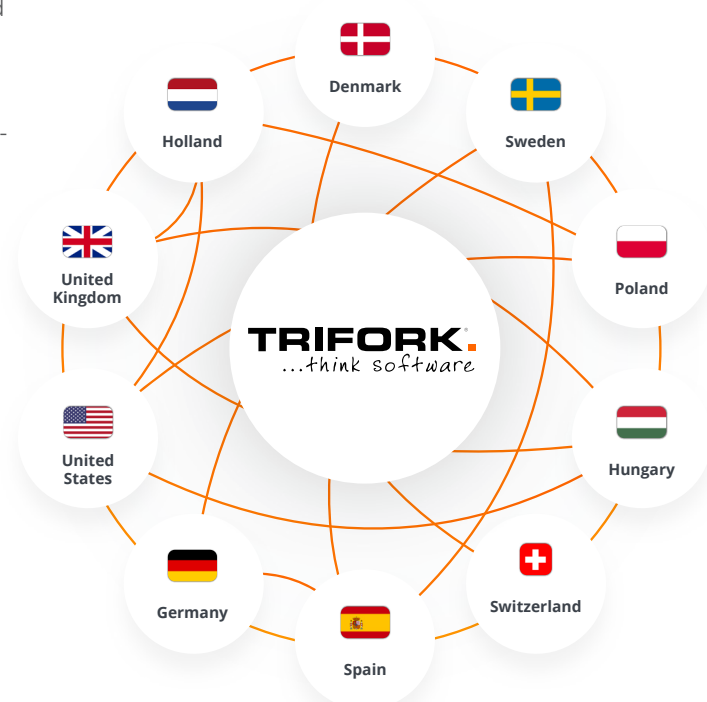 d
-
Denmark
Holland
Sweden
United
Kingdom
Poland
TRIFORK.
...think software
United
States
Hungary
Germany
Switzerland
Spain